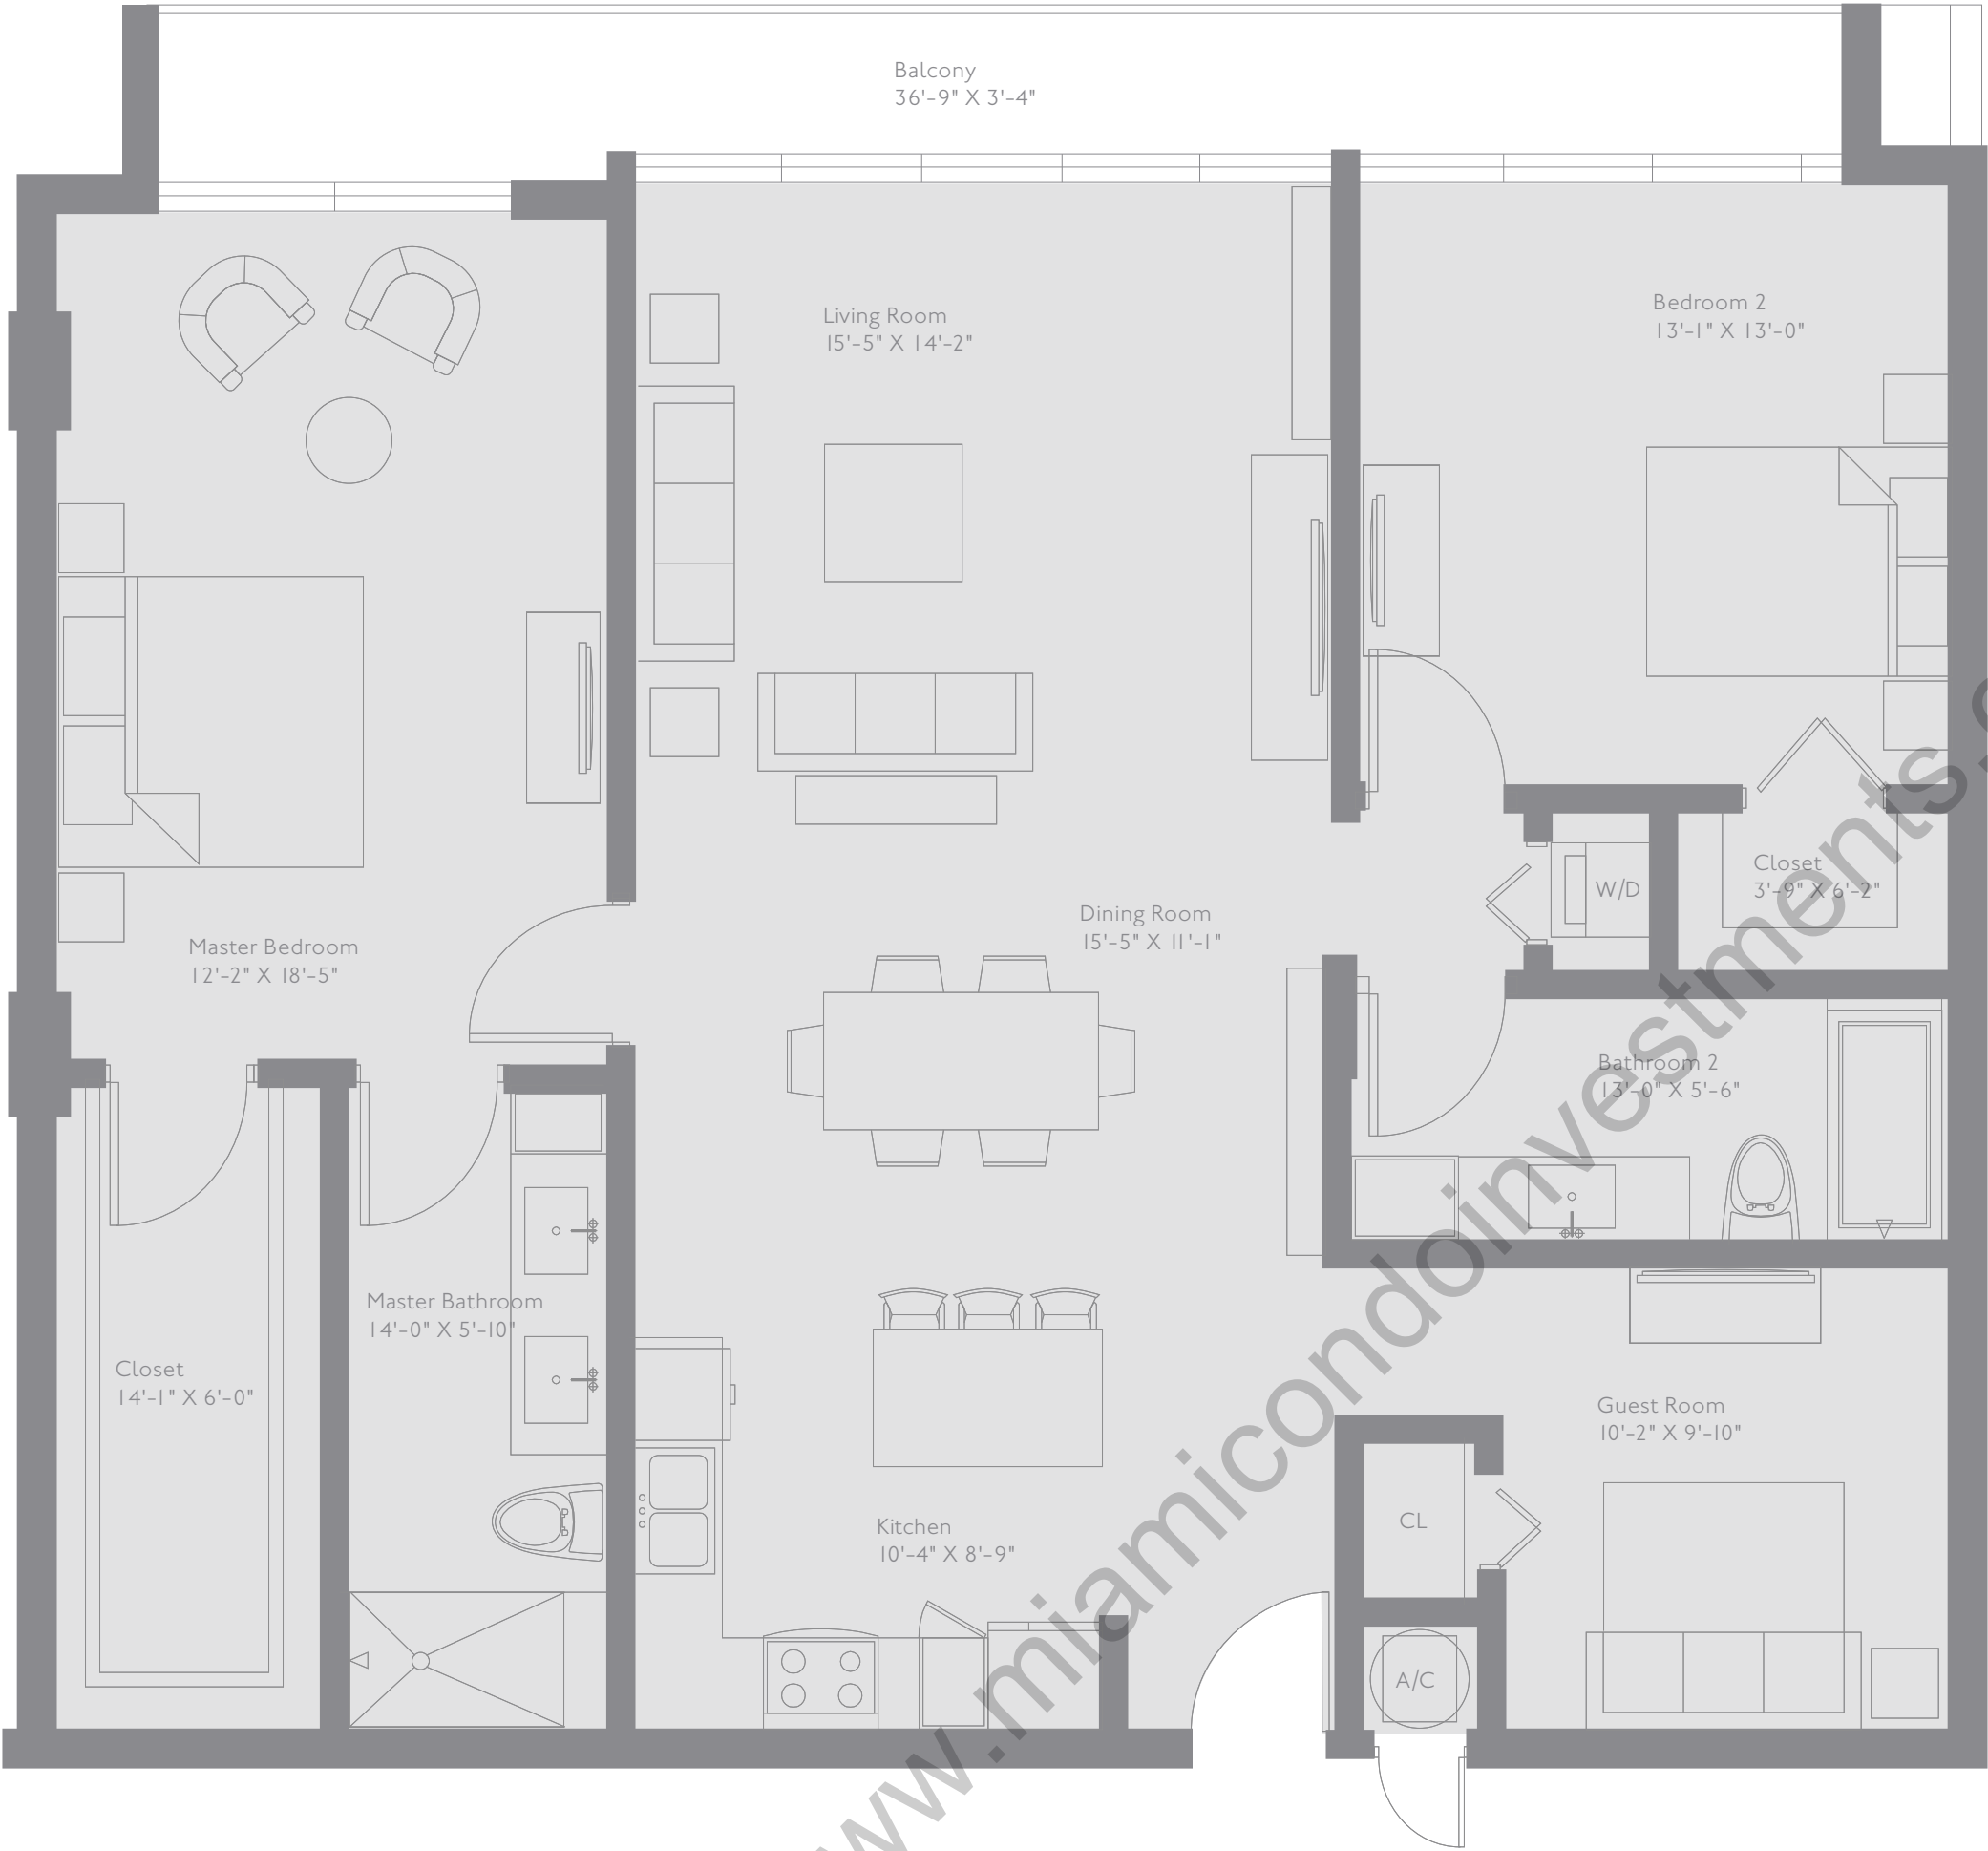 Balcony
36'-9" X 3'-4"
Living Room
15'-5" X 14'-2"
Bedroom 2
13'-1" X 13'-0"
Closet
3'-9" X 6'-2"
W/D
Dining Room
15'-5" X 11'-1"
Master Bedroom
12'-2" X 18'-5"
Bathroom 2
13'-0" X 5'-6"
Master Bathroom
14'-0" X 5'-10"
Closet
14'-1" X 6'-0"
Guest Room
10'-2" X 9'-10"
Kitchen
10'-4" X 8'-9"
CL
A/C
www.miamicondoinvestments.c